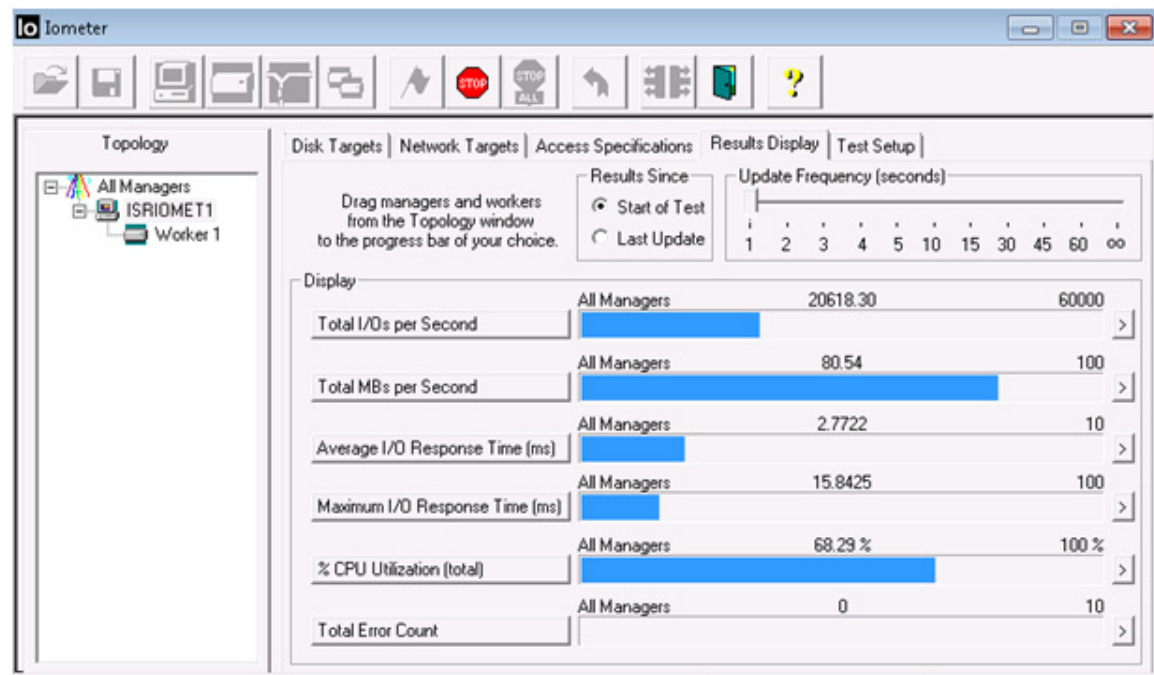 Io Iometer
STOP
STOP ALL
?
Topology
All Managers
ISRIOMET1
Worker 1
Disk Targets Network Targets Access Specifications Results Display Test Setup
Drag managers and workers
from the Topology window
to the progress bar of your choice.
Results Since
Start of Test
Last Update
Update Frequency (seconds)
1 2 3 4 5 10 15 30 45 60 ∞
Display
All Managers 20618.30 60000
Total I/Os per Second >
All Managers 80.54 100
Total MBs per Second >
All Managers 2.7722 10
Average I/O Response Time (ms) >
All Managers 15.8425 100
Maximum I/O Response Time (ms) >
All Managers 68.29 % 100 %
% CPU Utilization (total) >
All Managers 0 10
Total Error Count >